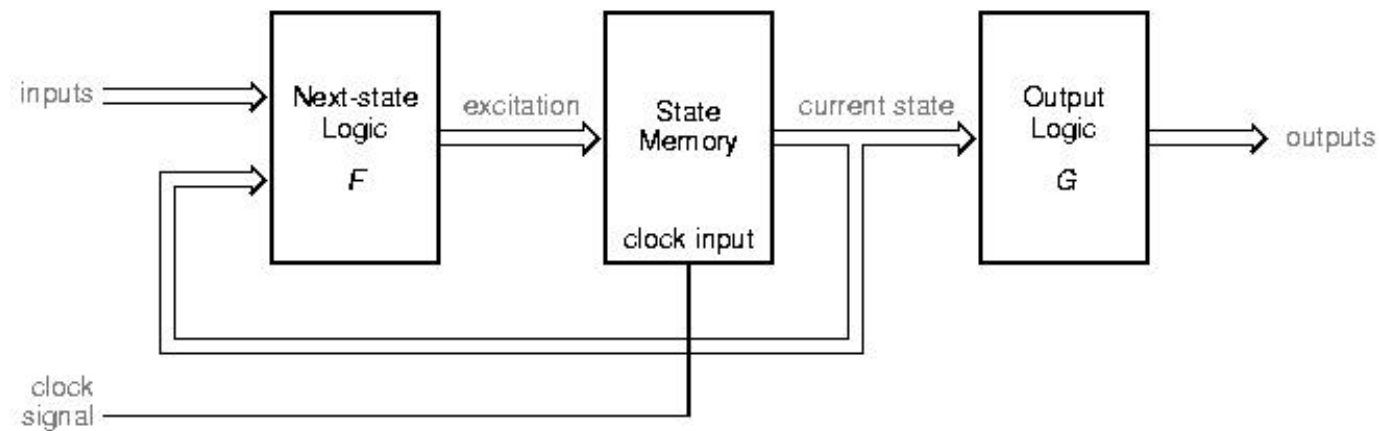 inputs
Next-state
Logic
F
excitation
State
Memory
clock input
current state
Output
Logic
G
outputs
clock
signal